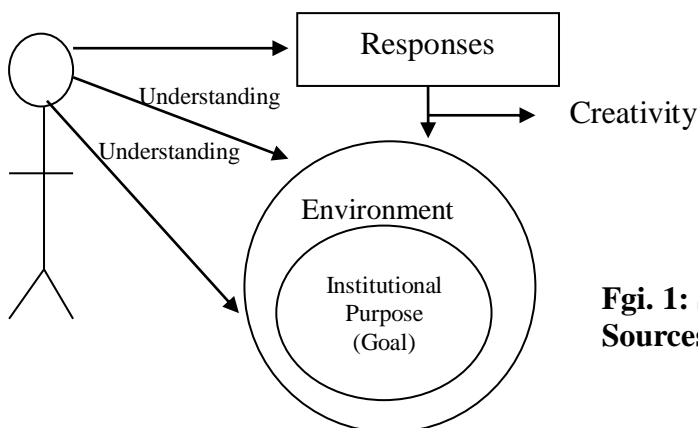 Responses
Understanding
Creativity
Understanding
Environment
Institutional
Purpose
(Goal)
Fgi. 1:
Sources